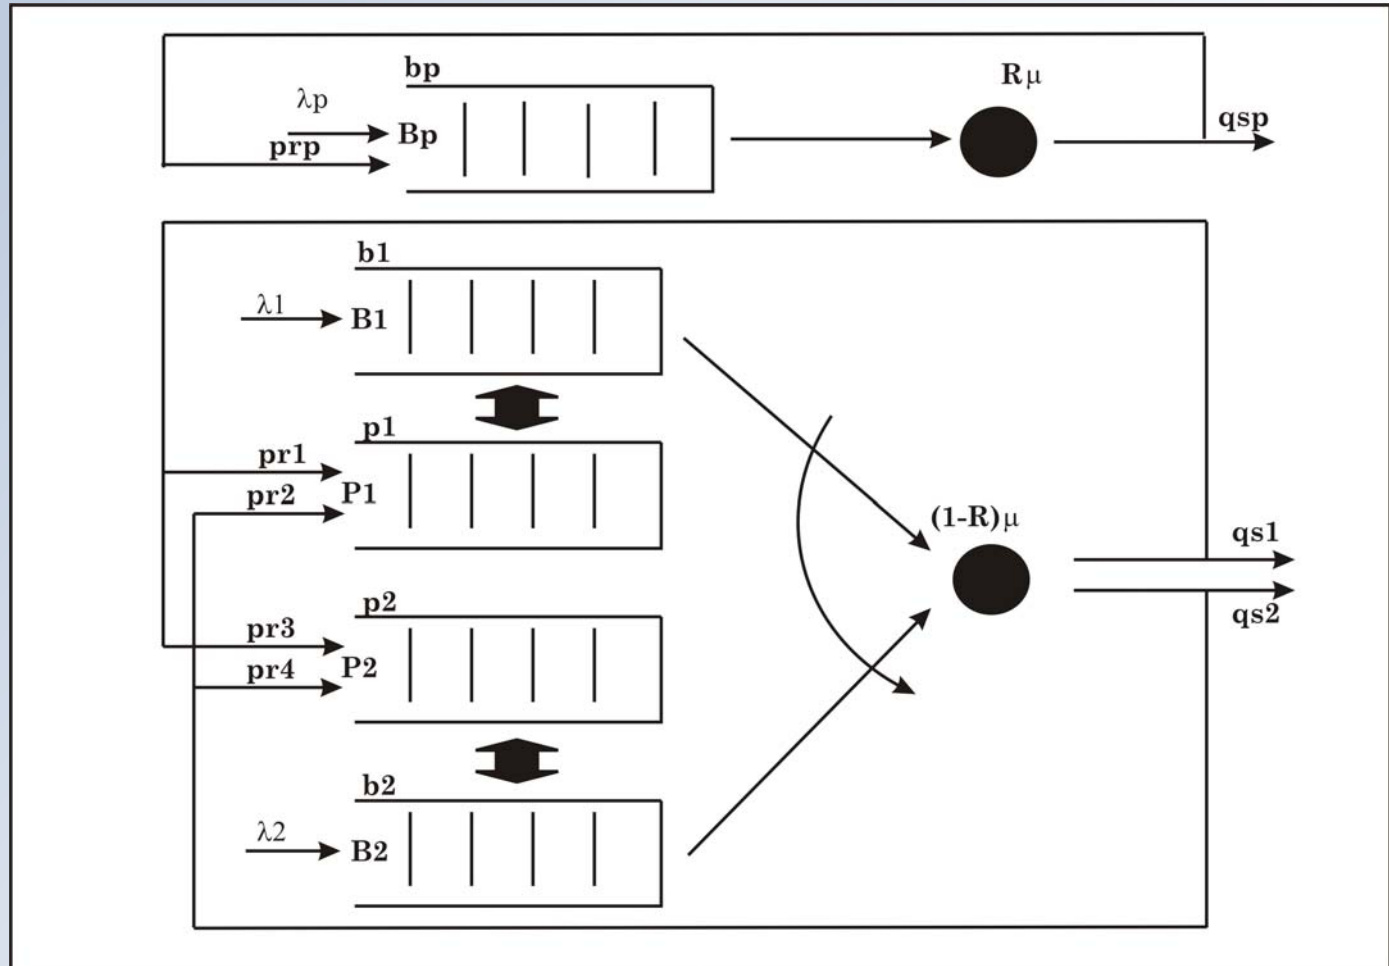 bp
Rμ
λp
Bp
prp
qsp
b1
λ1
B1
p1
pr1
P1
pr2
(1-R)μ
qs1
qs2
p2
pr3
P2
pr4
b2
λ2
B2